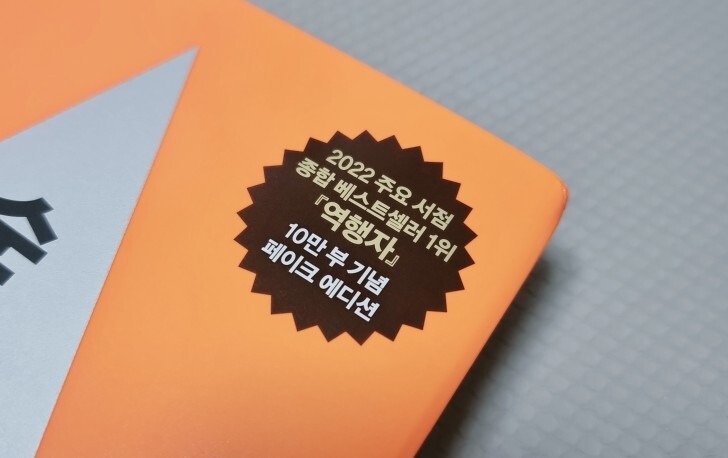 2022 주요 서점
종합 베스트셀러 1위
『역행자』
10만 부 기념
페이크 에디션